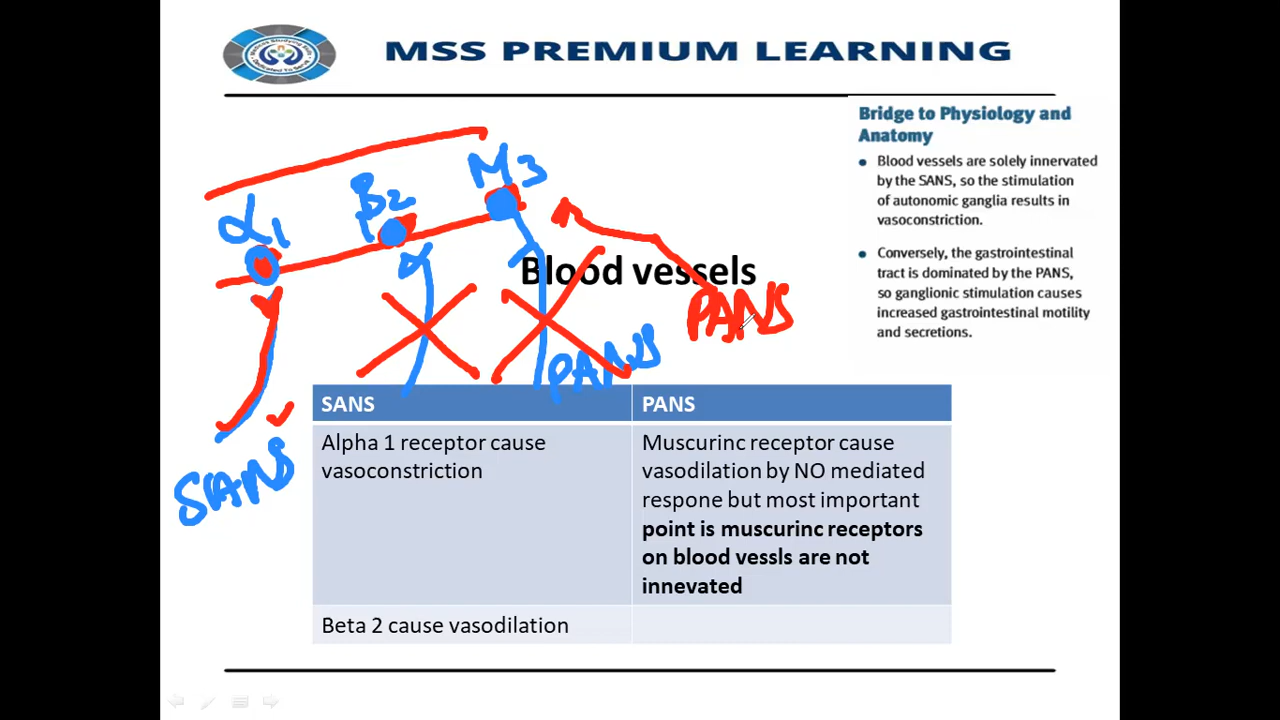 MSS PREMIUM LEARNING
Bridge to Physiology and
Anatomy
• Blood vessels are solely innervated
by the SANS, so the stimulation
of autonomic ganglia results in
vasoconstriction.
• Conversely, the gastrointestinal
tract is dominated by the PANS,
so ganglionic stimulation causes
increased gastrointestinal motility
and secretions.
α1
β2
M3
Blood vessels
PANS
PANS
SANS
SANS PANS
Alpha 1 receptor cause
vasoconstriction
Muscurinc receptor cause
vasodilation by NO mediated
respone but most important
point is muscurinc receptors
on blood vessls are not
innevated
Beta 2 cause vasodilation